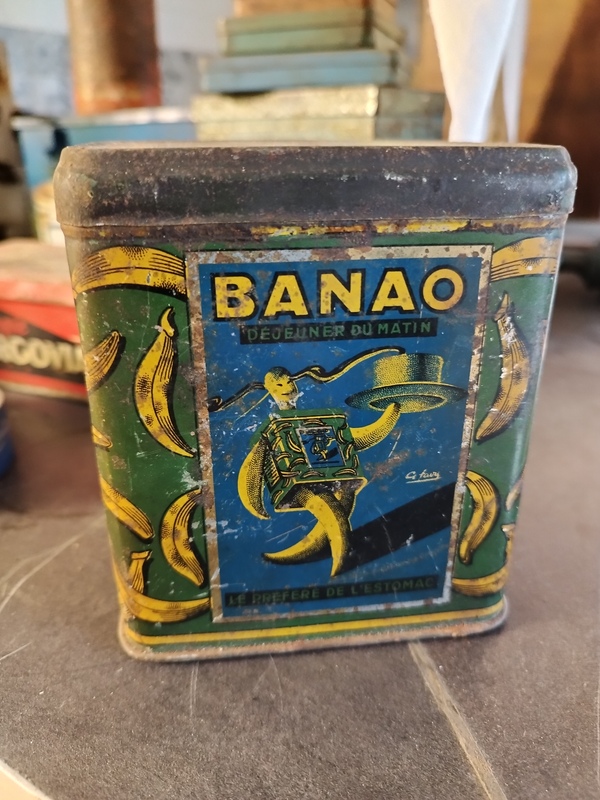 BANAO
DÉJEUNER DU MATIN
LE PRÉFÉRÉ DE L'ESTOMAC